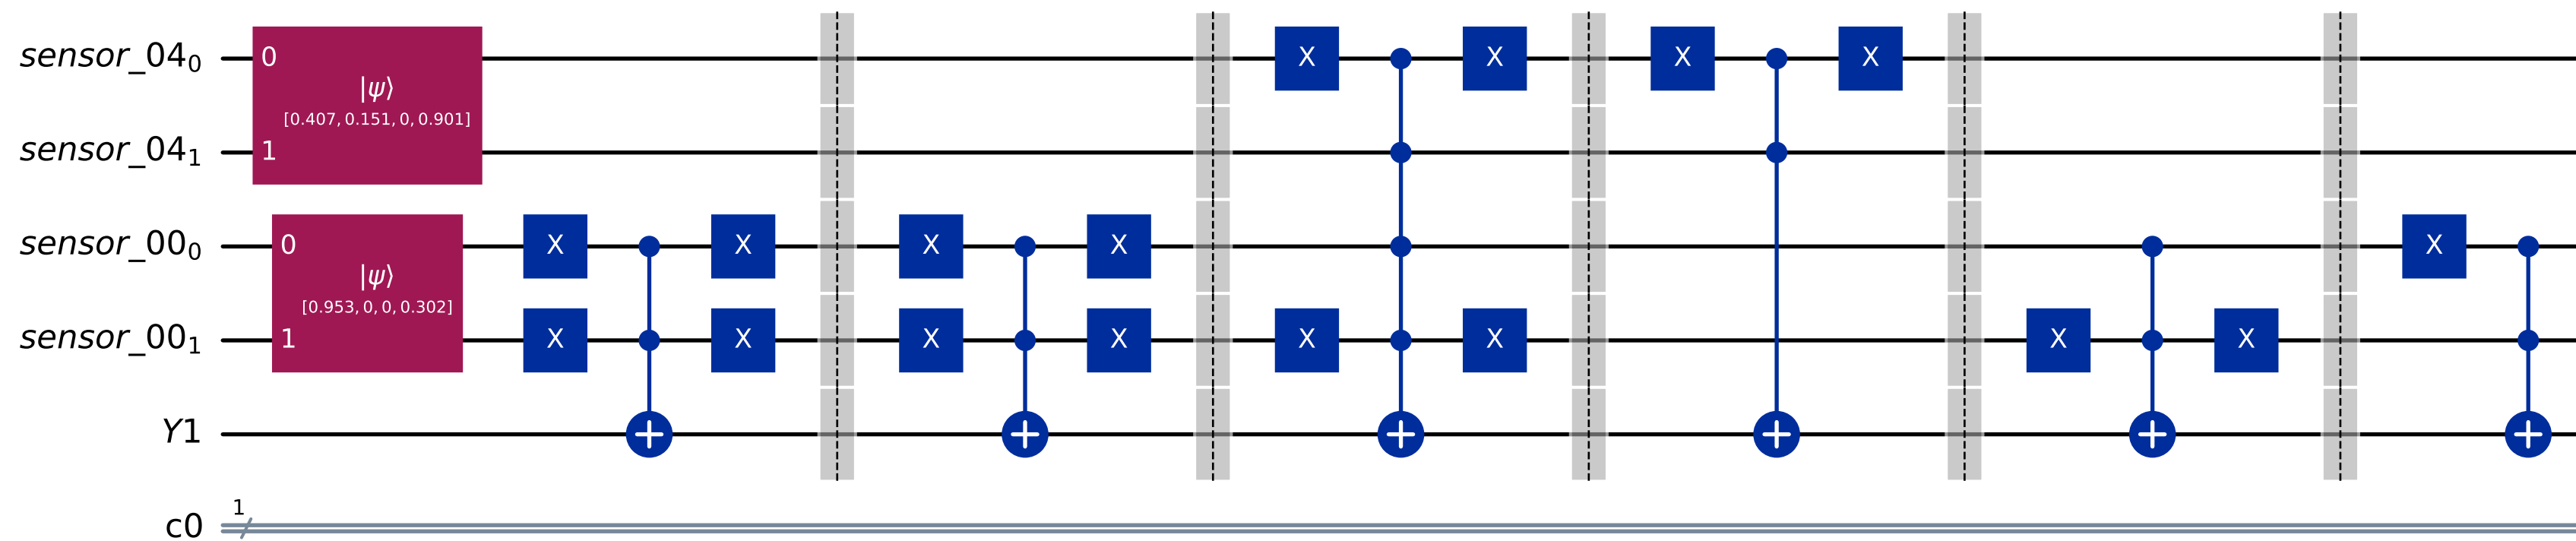 sensor_04₀ 0 X X X X
|ψ⟩
[0.407, 0.151, 0, 0.901]
sensor_04₁ 1
sensor_00₀ 0 X X X X X
|ψ⟩
[0.953, 0, 0, 0.302]
sensor_00₁ 1 X X X X X X X X
Y1
1
c0